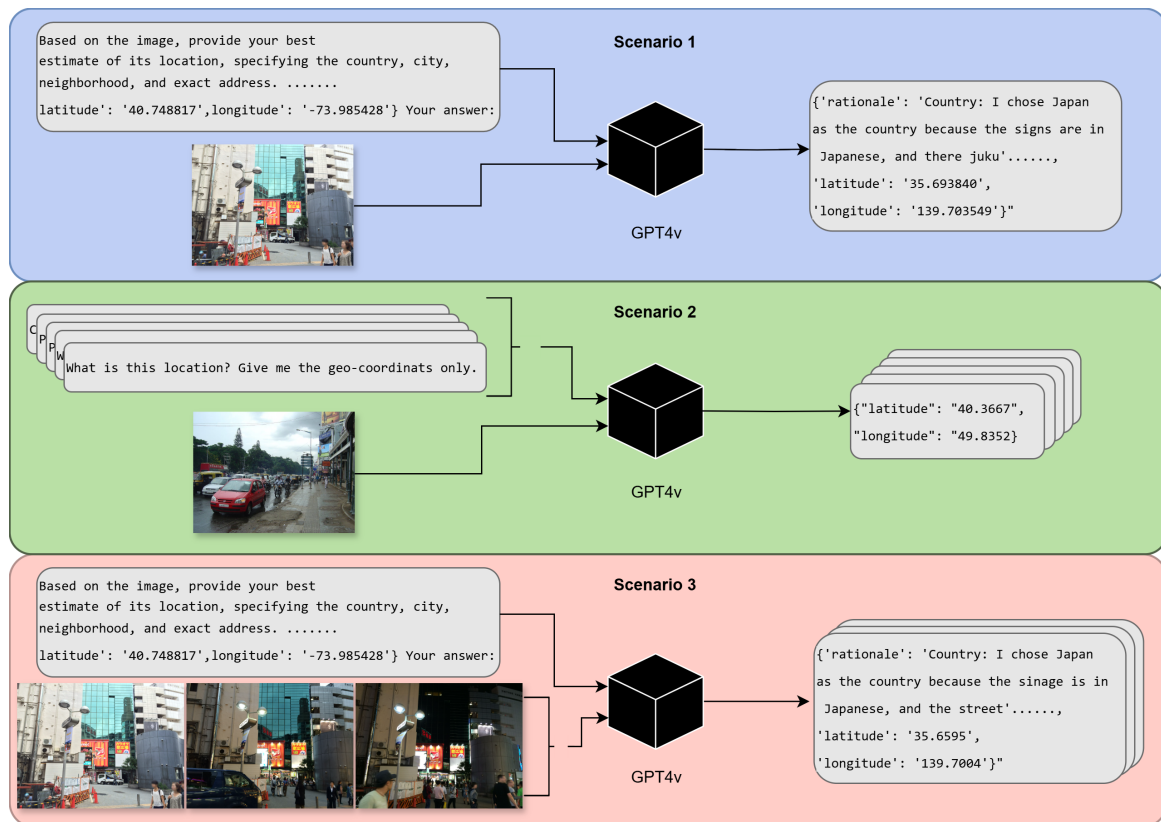 Scenario 1
Based on the image, provide your best
estimate of its location, specifying the country, city,
neighborhood, and exact address. .......
latitude': '40.748817',longitude': '-73.985428'} Your answer:
GPT4v
{'rationale': 'Country: I chose Japan
as the country because the signs are in
Japanese, and there juku'......,
'latitude': '35.693840',
'longitude': '139.703549'}"
Scenario 2
C
P
P
W
What is this location? Give me the geo-coordinats only.
GPT4v
{"latitude": "40.3667",
"longitude": "49.8352}
Scenario 3
Based on the image, provide your best
estimate of its location, specifying the country, city,
neighborhood, and exact address. .......
latitude': '40.748817',longitude': '-73.985428'} Your answer:
GPT4v
{'rationale': 'Country: I chose Japan
as the country because the sinage is in
Japanese, and the street'......,
'latitude': '35.6595',
'longitude': '139.7004'}"